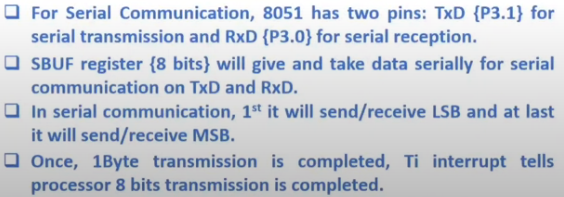 ❑ For Serial Communication, 8051 has two pins: TxD {P3.1} for
serial transmission and RxD {P3.0} for serial reception.
❑ SBUF register {8 bits} will give and take data serially for serial
communication on TxD and RxD.
❑ In serial communication, 1st it will send/receive LSB and at last
it will send/receive MSB.
❑ Once, 1Byte transmission is completed, Ti interrupt tells
processor 8 bits transmission is completed.